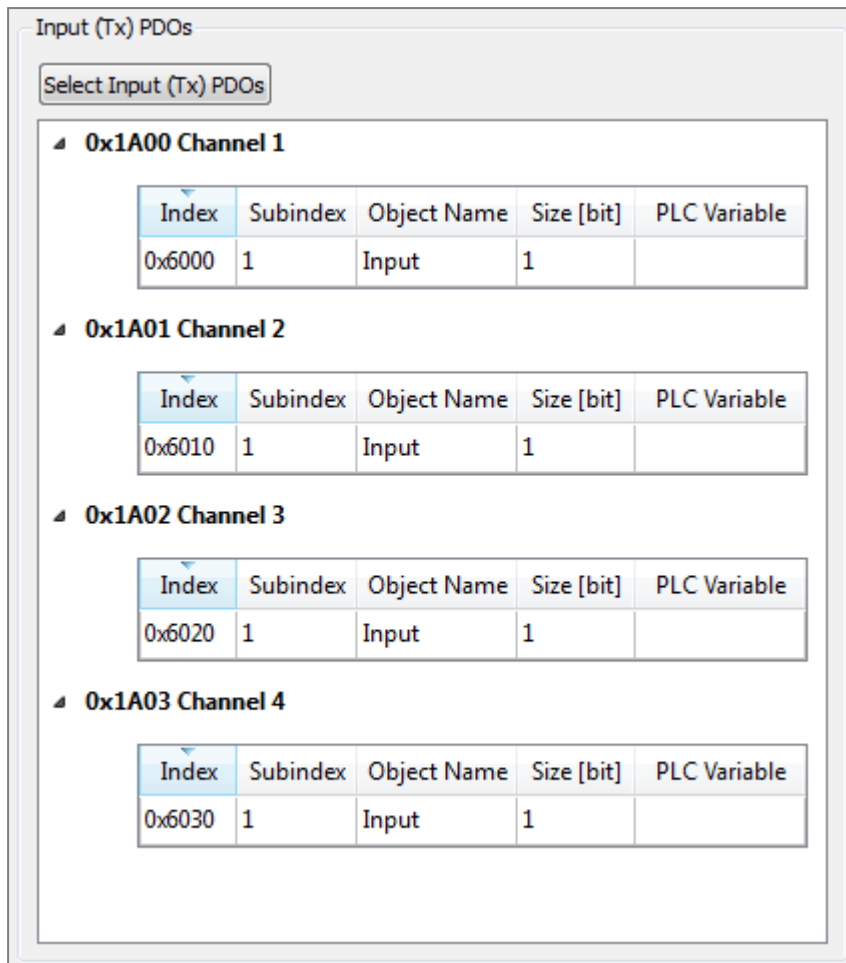 Input (Tx) PDOs
Select Input (Tx) PDOs
0x1A00 Channel 1
Index Subindex Object Name Size [bit] PLC Variable
0x6000 1 Input 1
0x1A01 Channel 2
Index Subindex Object Name Size [bit] PLC Variable
0x6010 1 Input 1
0x1A02 Channel 3
Index Subindex Object Name Size [bit] PLC Variable
0x6020 1 Input 1
0x1A03 Channel 4
Index Subindex Object Name Size [bit] PLC Variable
0x6030 1 Input 1